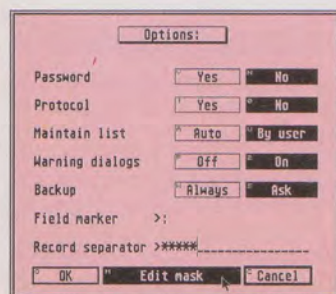 Options:
Password Yes No
Protocol Yes No
Maintain list Auto By user
Warning dialogs Off On
Backup Always Ask
Field marker >:
Record separator >*****
OK Edit mask Cancel